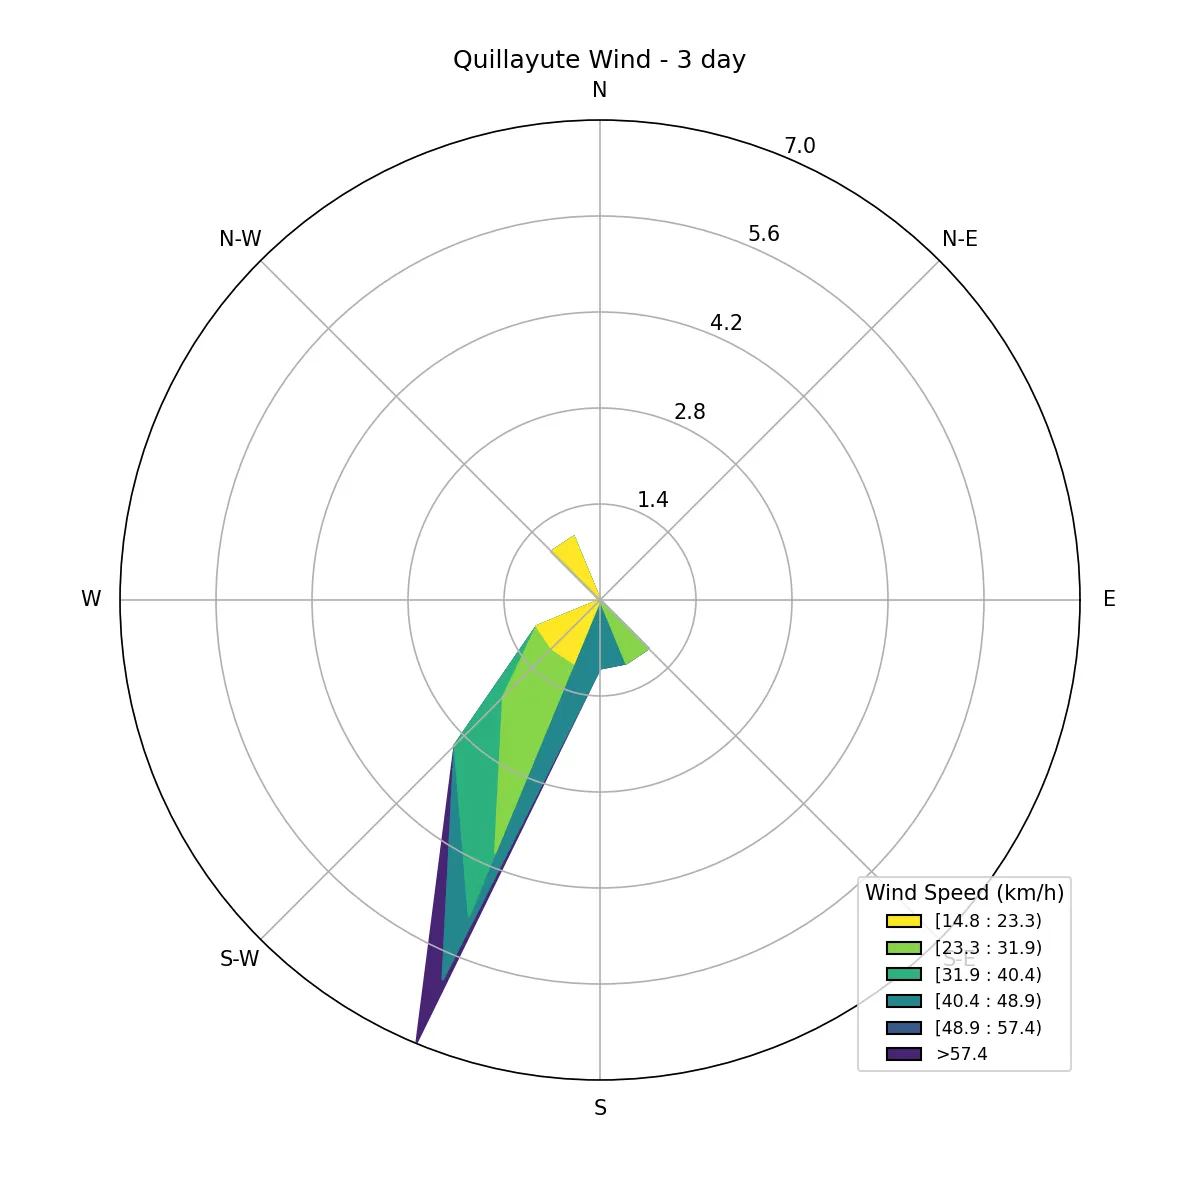 Quillayute Wind - 3 day
N
7.0
5.6
N-W
N-E
4.2
2.8
1.4
W
E
Wind Speed (km/h)
[14.8 : 23.3)
[23.3 : 31.9)
S-W
S-E
[31.9 : 40.4)
[40.4 : 48.9)
[48.9 : 57.4)
>57.4
S